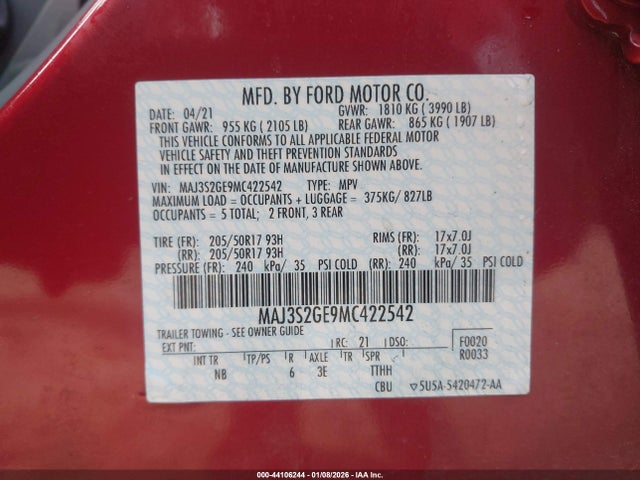 MFD. BY FORD MOTOR CO.
DATE: 04/21 GVWR: 1810 KG ( 3990 LB)
FRONT GAWR: 955 KG ( 2105 LB) REAR GAWR: 865 KG ( 1907 LB)
THIS VEHICLE CONFORMS TO ALL APPLICABLE FEDERAL MOTOR
VEHICLE SAFETY AND THEFT PREVENTION STANDARDS
IN EFFECT ON THE DATE OF MANUFACTURE SHOWN ABOVE.
VIN: MAJ3S2GE9MC422542 TYPE: MPV
MAXIMUM LOAD = OCCUPANTS + LUGGAGE = 375KG/ 827LB
OCCUPANTS = 5 TOTAL; 2 FRONT, 3 REAR
TIRE (FR): 205/50R17 93H RIMS (FR): 17x7.0J
(RR): 205/50R17 93H (RR): 17x7.0J
PRESSURE (FR): 240 kPa/ 35 PSI COLD (RR): 240 kPa/ 35 PSI COLD
MAJ3S2GE9MC422542
TRAILER TOWING - SEE OWNER GUIDE
EXT PNT: RC: 21 DSO: F0020
R0033
INT TR TP/PS R AXLE TR SPR
NB 6 3E TTHH
CBU ▽5U5A-5420472-AA
000-44106244 | 01/08/2026 | IAA Inc.